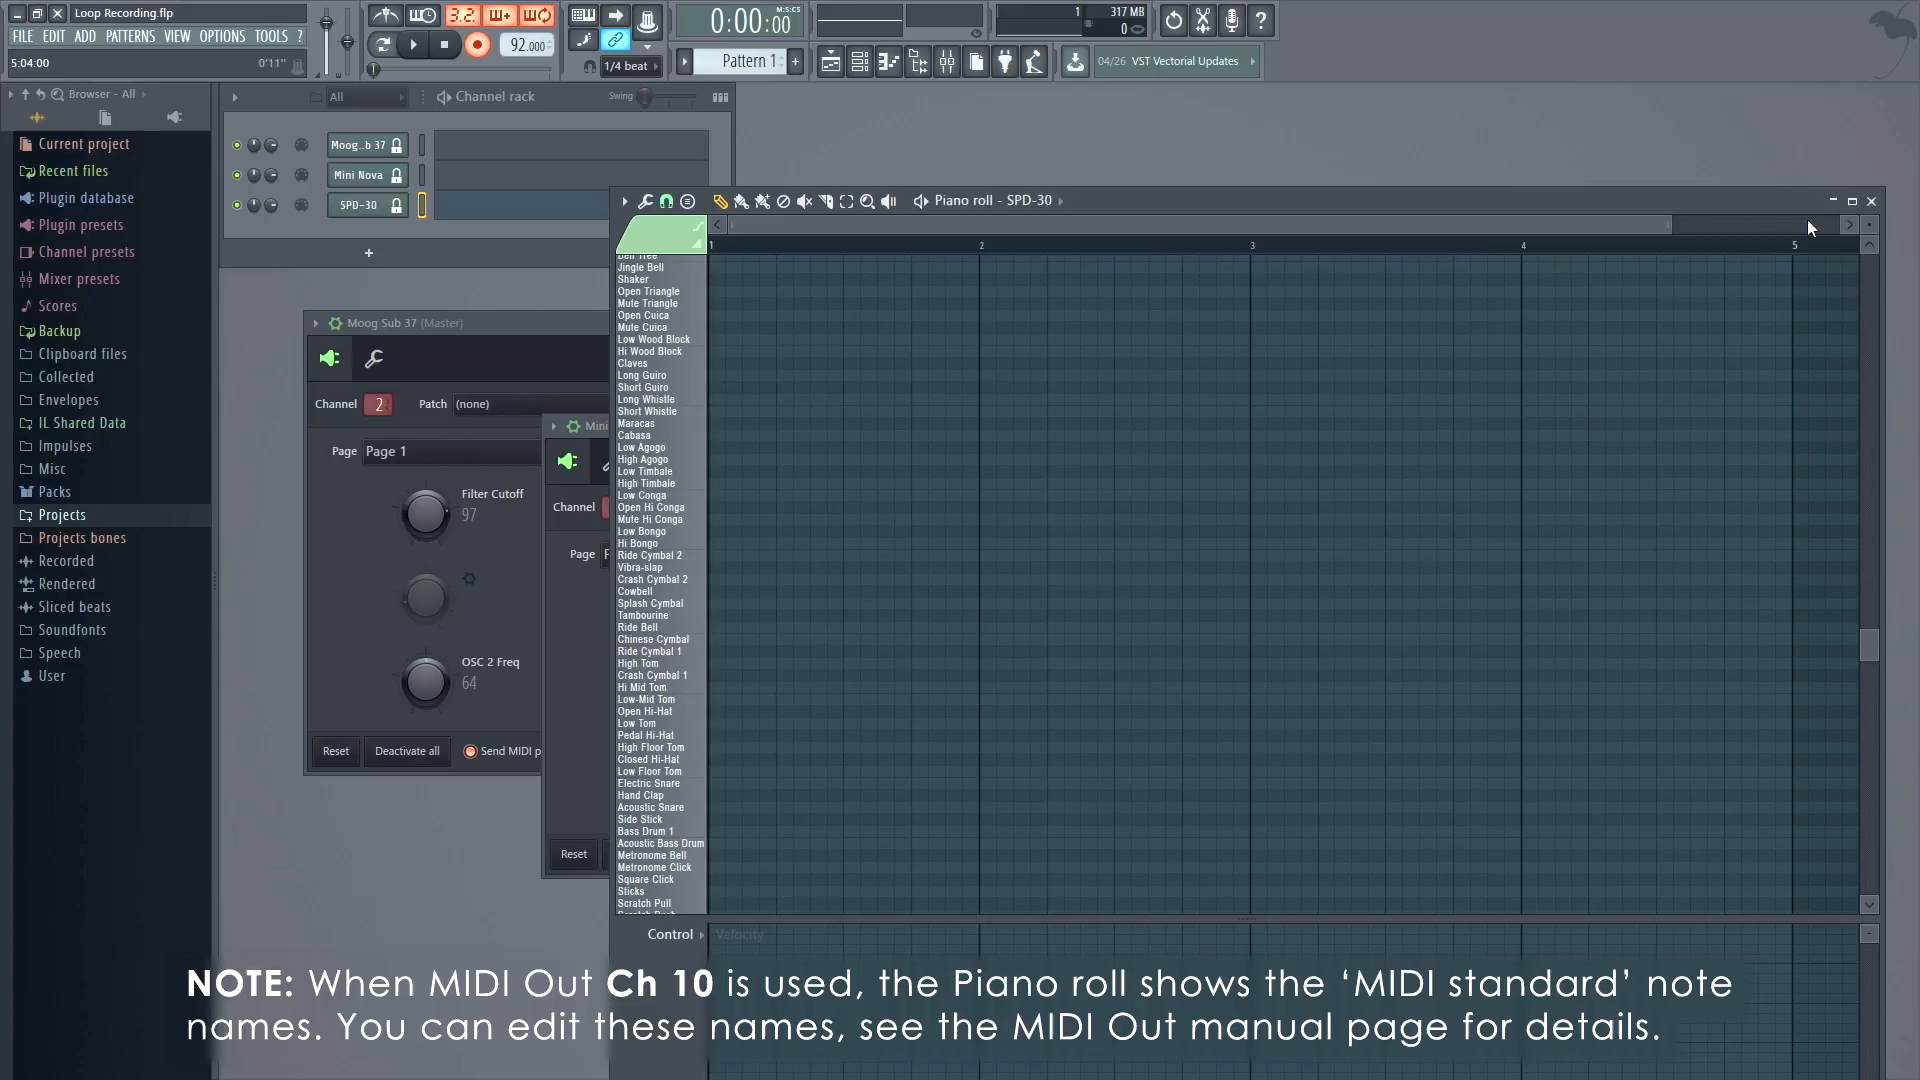 Loop Recording.flp
FILE EDIT ADD PATTERNS VIEW OPTIONS TOOLS ?
5:04:00 0'11"
3.2
92.000
1/4 beat
0:00:00
M:S:CS
Pattern 1
1
317 MB
0
04/26 VST Vectorial Updates
Browser - All
Current project
Recent files
Plugin database
Plugin presets
Channel presets
Mixer presets
Scores
Backup
Clipboard files
Collected
Envelopes
IL Shared Data
Impulses
Misc
Packs
Projects
Projects bones
Recorded
Rendered
Sliced beats
Soundfonts
Speech
User
All
Channel rack
Swing
Moog..b 37
Mini Nova
SPD-30
Moog Sub 37 (Master)
Channel 2 Patch (none)
Page Page 1
Filter Cutoff
97
OSC 2 Freq
64
Reset Deactivate all Send MIDI p
Mini
Channel
Page
Reset
Piano roll - SPD-30
1 2 3 4 5
Bell Tree
Jingle Bell
Shaker
Open Triangle
Mute Triangle
Open Cuica
Mute Cuica
Low Wood Block
Hi Wood Block
Claves
Long Guiro
Short Guiro
Long Whistle
Short Whistle
Maracas
Cabasa
Low Agogo
High Agogo
Low Timbale
High Timbale
Low Conga
Open Hi Conga
Mute Hi Conga
Low Bongo
Hi Bongo
Ride Cymbal 2
Vibra-slap
Crash Cymbal 2
Cowbell
Splash Cymbal
Tambourine
Ride Bell
Chinese Cymbal
Ride Cymbal 1
High Tom
Crash Cymbal 1
Hi Mid Tom
Low-Mid Tom
Open Hi-Hat
Low Tom
Pedal Hi-Hat
High Floor Tom
Closed Hi-Hat
Low Floor Tom
Electric Snare
Hand Clap
Acoustic Snare
Side Stick
Bass Drum 1
Acoustic Bass Drum
Metronome Bell
Metronome Click
Square Click
Sticks
Scratch Pull
Control Velocity
NOTE: When MIDI Out Ch 10 is used, the Piano roll shows the ‘MIDI standard’ note
names. You can edit these names, see the MIDI Out manual page for details.